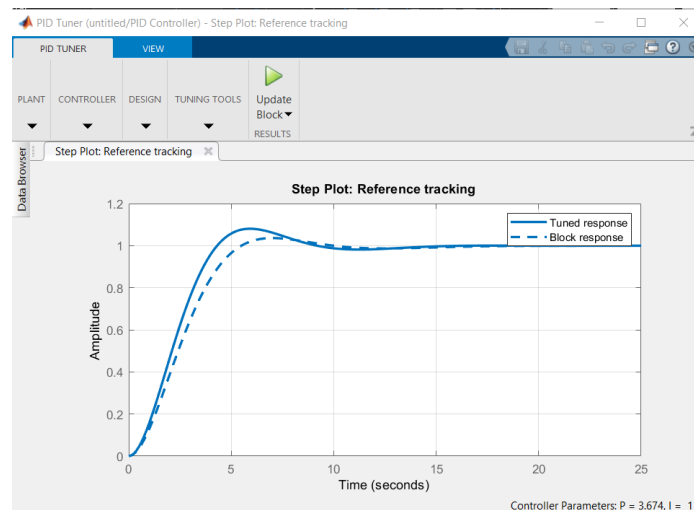 PID Tuner (untitled/PID Controller) - Step Plot: Reference tracking
PID TUNER VIEW
PLANT CONTROLLER DESIGN TUNING TOOLS Update
Block
RESULTS
Data Browser
Step Plot: Reference tracking
Step Plot: Reference tracking
Tuned response
Block response
Amplitude
1.2
1
0.8
0.6
0.4
0.2
0
0 5 10 15 20 25
Time (seconds)
Controller Parameters: P = 3.674, I = 1